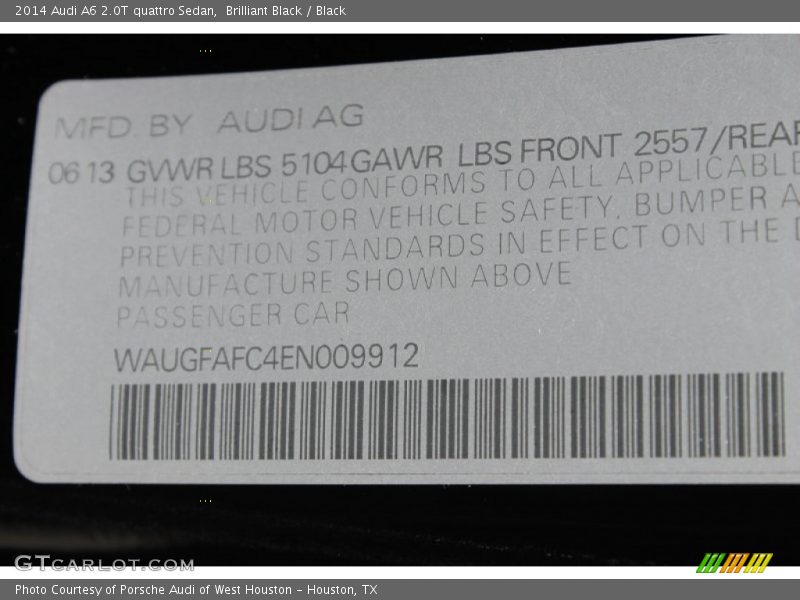 2014 Audi A6 2.0T quattro Sedan,  Brilliant Black / Black
MFD. BY AUDI AG
06 13 GVWR LBS 5104 GAWR LBS FRONT 2557/REAR
THIS VEHICLE CONFORMS TO ALL APPLICABLE
FEDERAL MOTOR VEHICLE SAFETY, BUMPER A
PREVENTION STANDARDS IN EFFECT ON THE D
MANUFACTURE SHOWN ABOVE
PASSENGER CAR
WAUGFAFC4EN009912
GTCARLOT.COM
Photo Courtesy of Porsche Audi of West Houston - Houston, TX